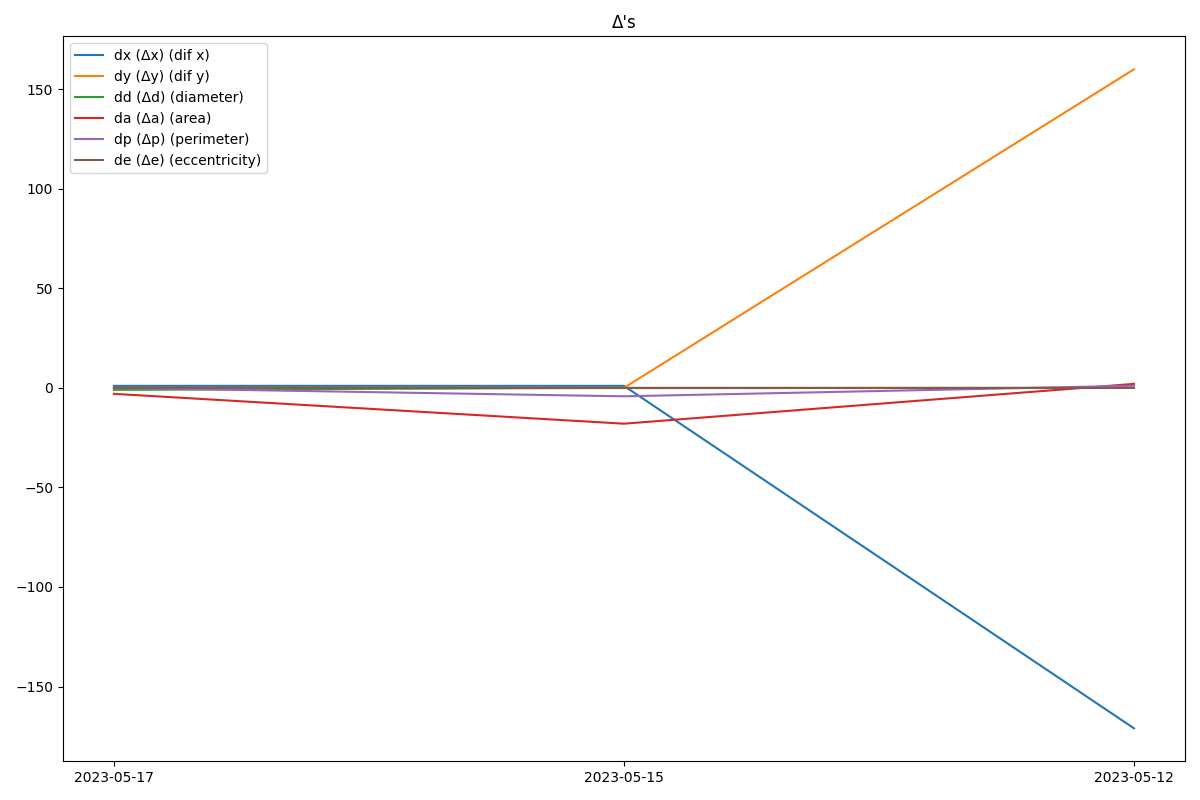 Δ's
dx (Δx) (dif x)
dy (Δy) (dif y)
dd (Δd) (diameter)
da (Δa) (area)
dp (Δp) (perimeter)
de (Δe) (eccentricity)
150
100
50
0
−50
−100
−150
2023-05-17
2023-05-15
2023-05-12